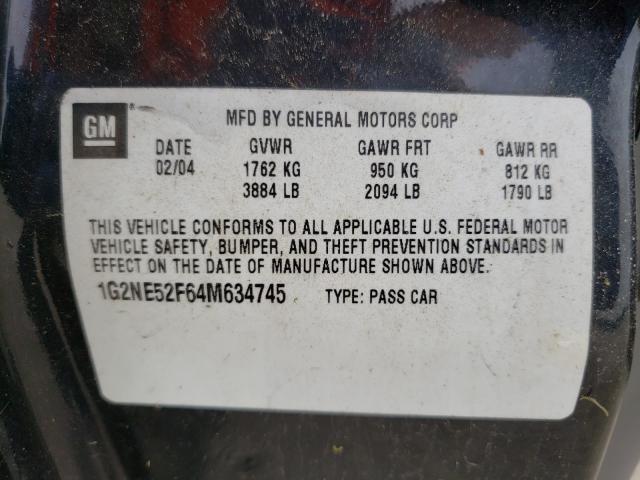 GM ® MFD BY GENERAL MOTORS CORP
DATE GVWR GAWR FRT GAWR RR
02/04 1762 KG 950 KG 812 KG
3884 LB 2094 LB 1790 LB
THIS VEHICLE CONFORMS TO ALL APPLICABLE U.S. FEDERAL MOTOR
VEHICLE SAFETY, BUMPER, AND THEFT PREVENTION STANDARDS IN
EFFECT ON THE DATE OF MANUFACTURE SHOWN ABOVE.
1G2NE52F64M634745 TYPE: PASS CAR